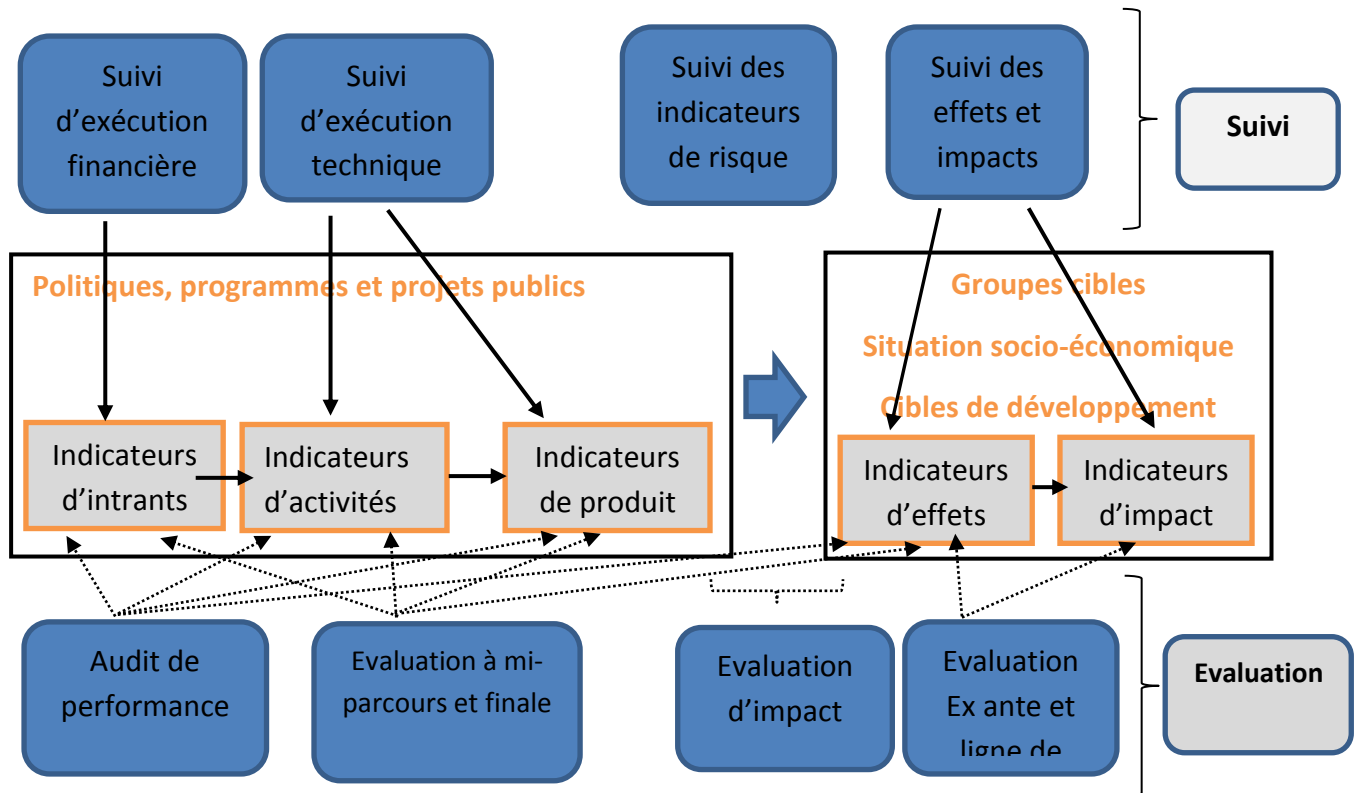 Suivi
d’exécution
financière
Suivi
d’exécution
technique
Suivi des
indicateurs
de risque
Suivi des
effets et
impacts
Suivi
Politiques, programmes et projets publics
Groupes cibles
Situation socio-économique
Cibles de développement
Indicateurs
d’intrants
Indicateurs
d’activités
Indicateurs
de produit
Indicateurs
d’effets
Indicateurs
d’impact
Audit de
performance
Evaluation à mi-
parcours et finale
Evaluation
d’impact
Evaluation
Ex ante et
ligne de
Evaluation